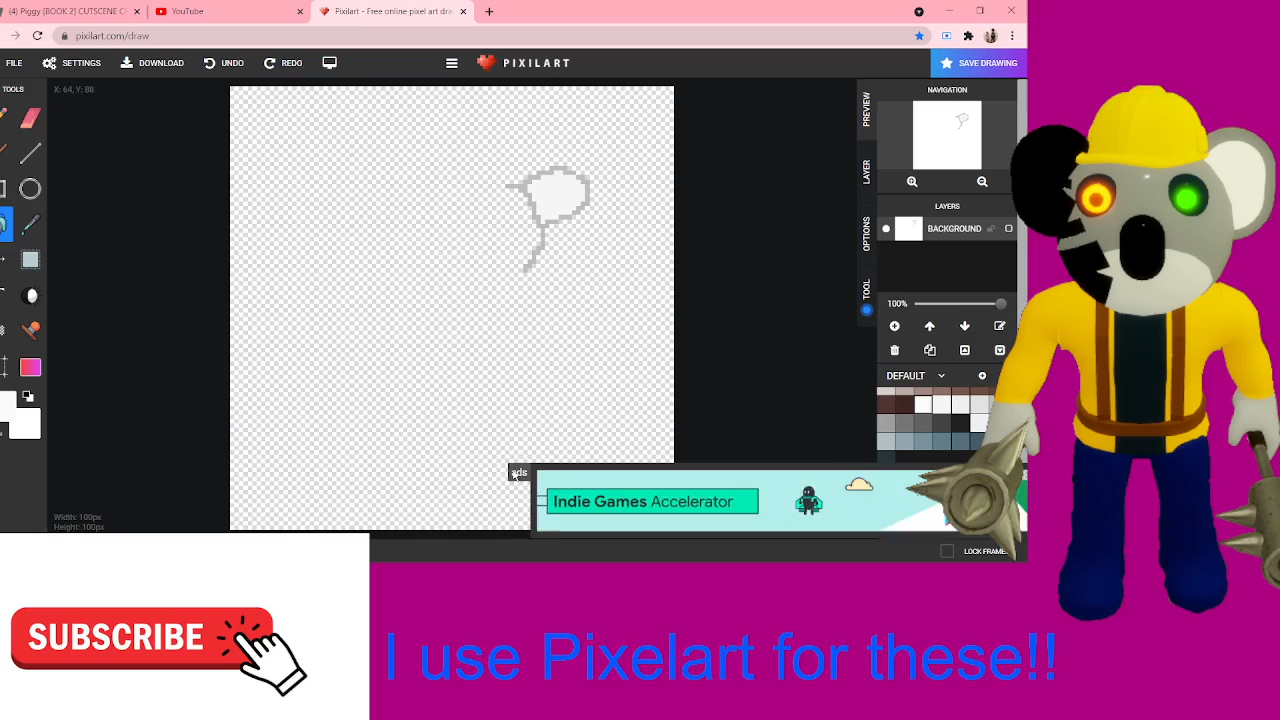 (4) Piggy [BOOK 2] CUTSCENE C
YouTube
Pixilart - Free online pixel art dra
pixilart.com/draw
FILE
SETTINGS
DOWNLOAD
UNDO
REDO
PIXILART
SAVE DRAWING
TOOLS
X: 64, Y: 88
PREVIEW
LAYER
OPTIONS
TOOL
NAVIGATION
LAYERS
BACKGROUND
100%
DEFAULT
ads
Indie Games Accelerator
Width: 100px
Height: 100px
LOCK FRAME
SUBSCRIBE
I use Pixelart for these!!